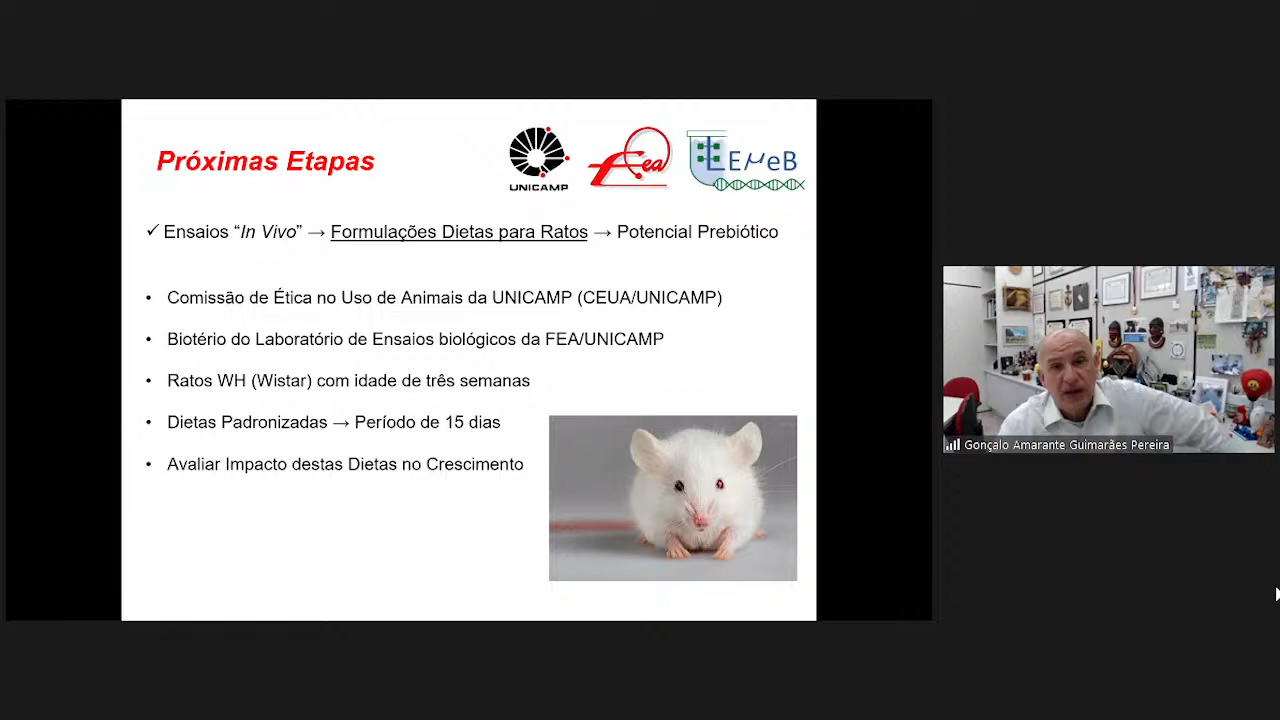 Próximas Etapas
UNICAMP
fea
LEμeB
✓ Ensaios “In Vivo” → Formulações Dietas para Ratos → Potencial Prebiótico
• Comissão de Ética no Uso de Animais da UNICAMP (CEUA/UNICAMP)
• Biotério do Laboratório de Ensaios biológicos da FEA/UNICAMP
• Ratos WH (Wistar) com idade de três semanas
• Dietas Padronizadas → Período de 15 dias
• Avaliar Impacto destas Dietas no Crescimento
Gonçalo Amarante Guimarães Pereira